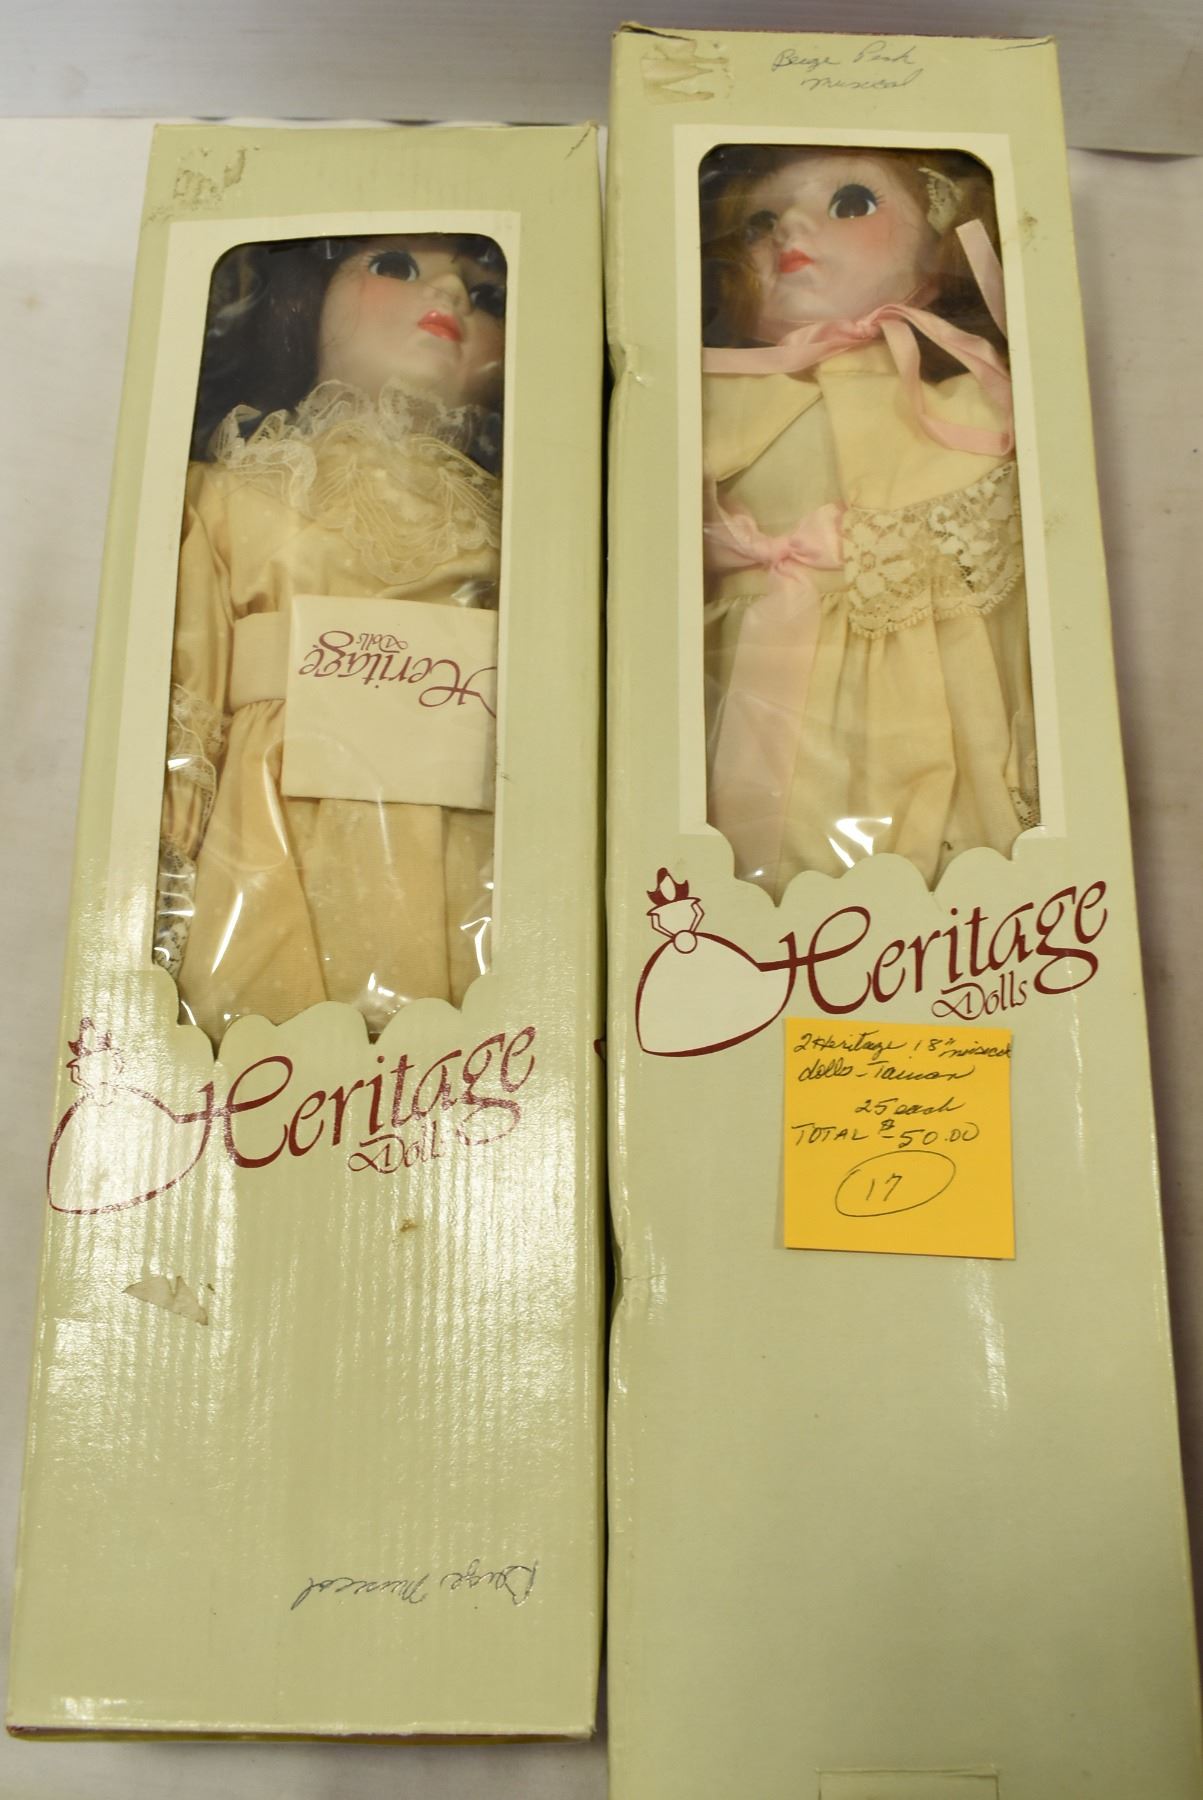 Beige Pink
musical
Heritage
Dolls
Heritage
Dolls
Heritage
Dolls
2 Heritage 18" musical
dolls - Taiwan
25 each
TOTAL $50.00
17
Beige Musical